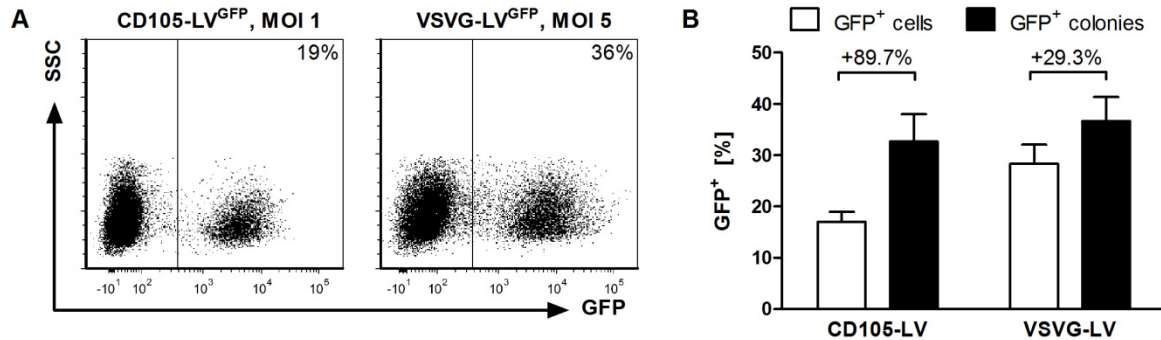 A
CD105-LV^GFP, MOI 1
VSVG-LV^GFP, MOI 5
SSC
19%
36%
-10^1 10^2 10^3 10^4 10^5
-10^1 10^2 10^3 10^4 10^5
GFP
B
GFP^+ cells
GFP^+ colonies
+89.7%
+29.3%
GFP^+ [%]
50
40
30
20
10
0
CD105-LV
VSVG-LV